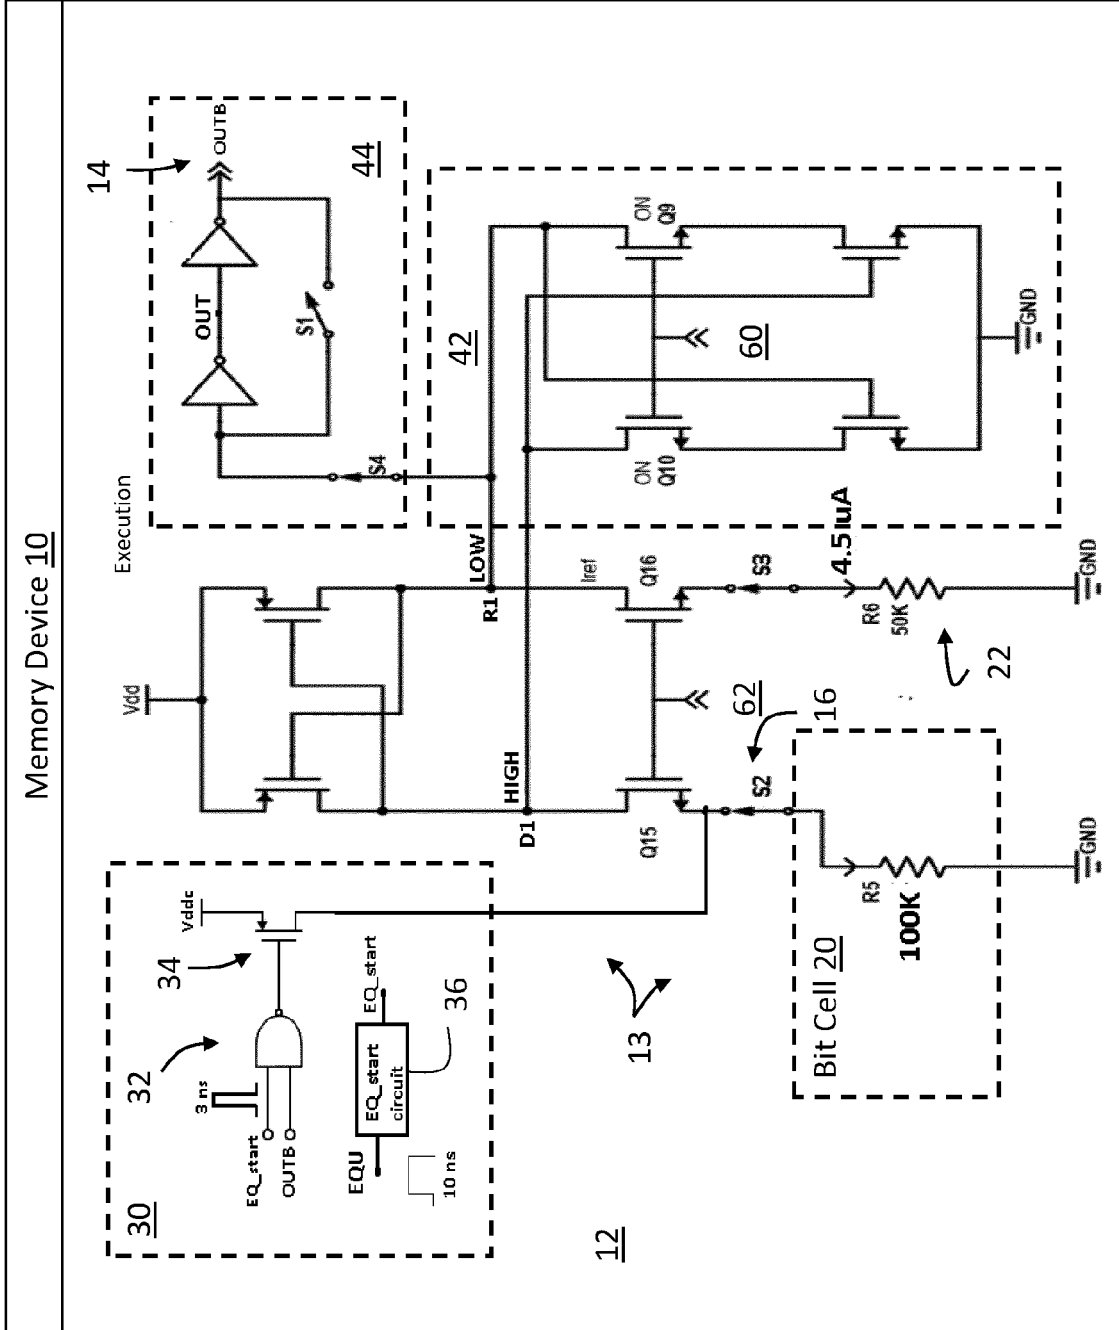 Memory Device 10
Execution
14
OUTB
44
OUT
S1
S4
Vdd
LOW
R1
HIGH
D1
42
ON
Q9
ON
Q10
60
GND
Iref
Q16
Q15
62
16
S3
S2
4.5IuA
R6
50K
22
GND
30
32
34
Vddc
3 ns
EQ_start
OUTB
EQU
10 ns
EQ_start
circuit
EQ_start
36
13
12
Bit Cell 20
R5
100K
GND